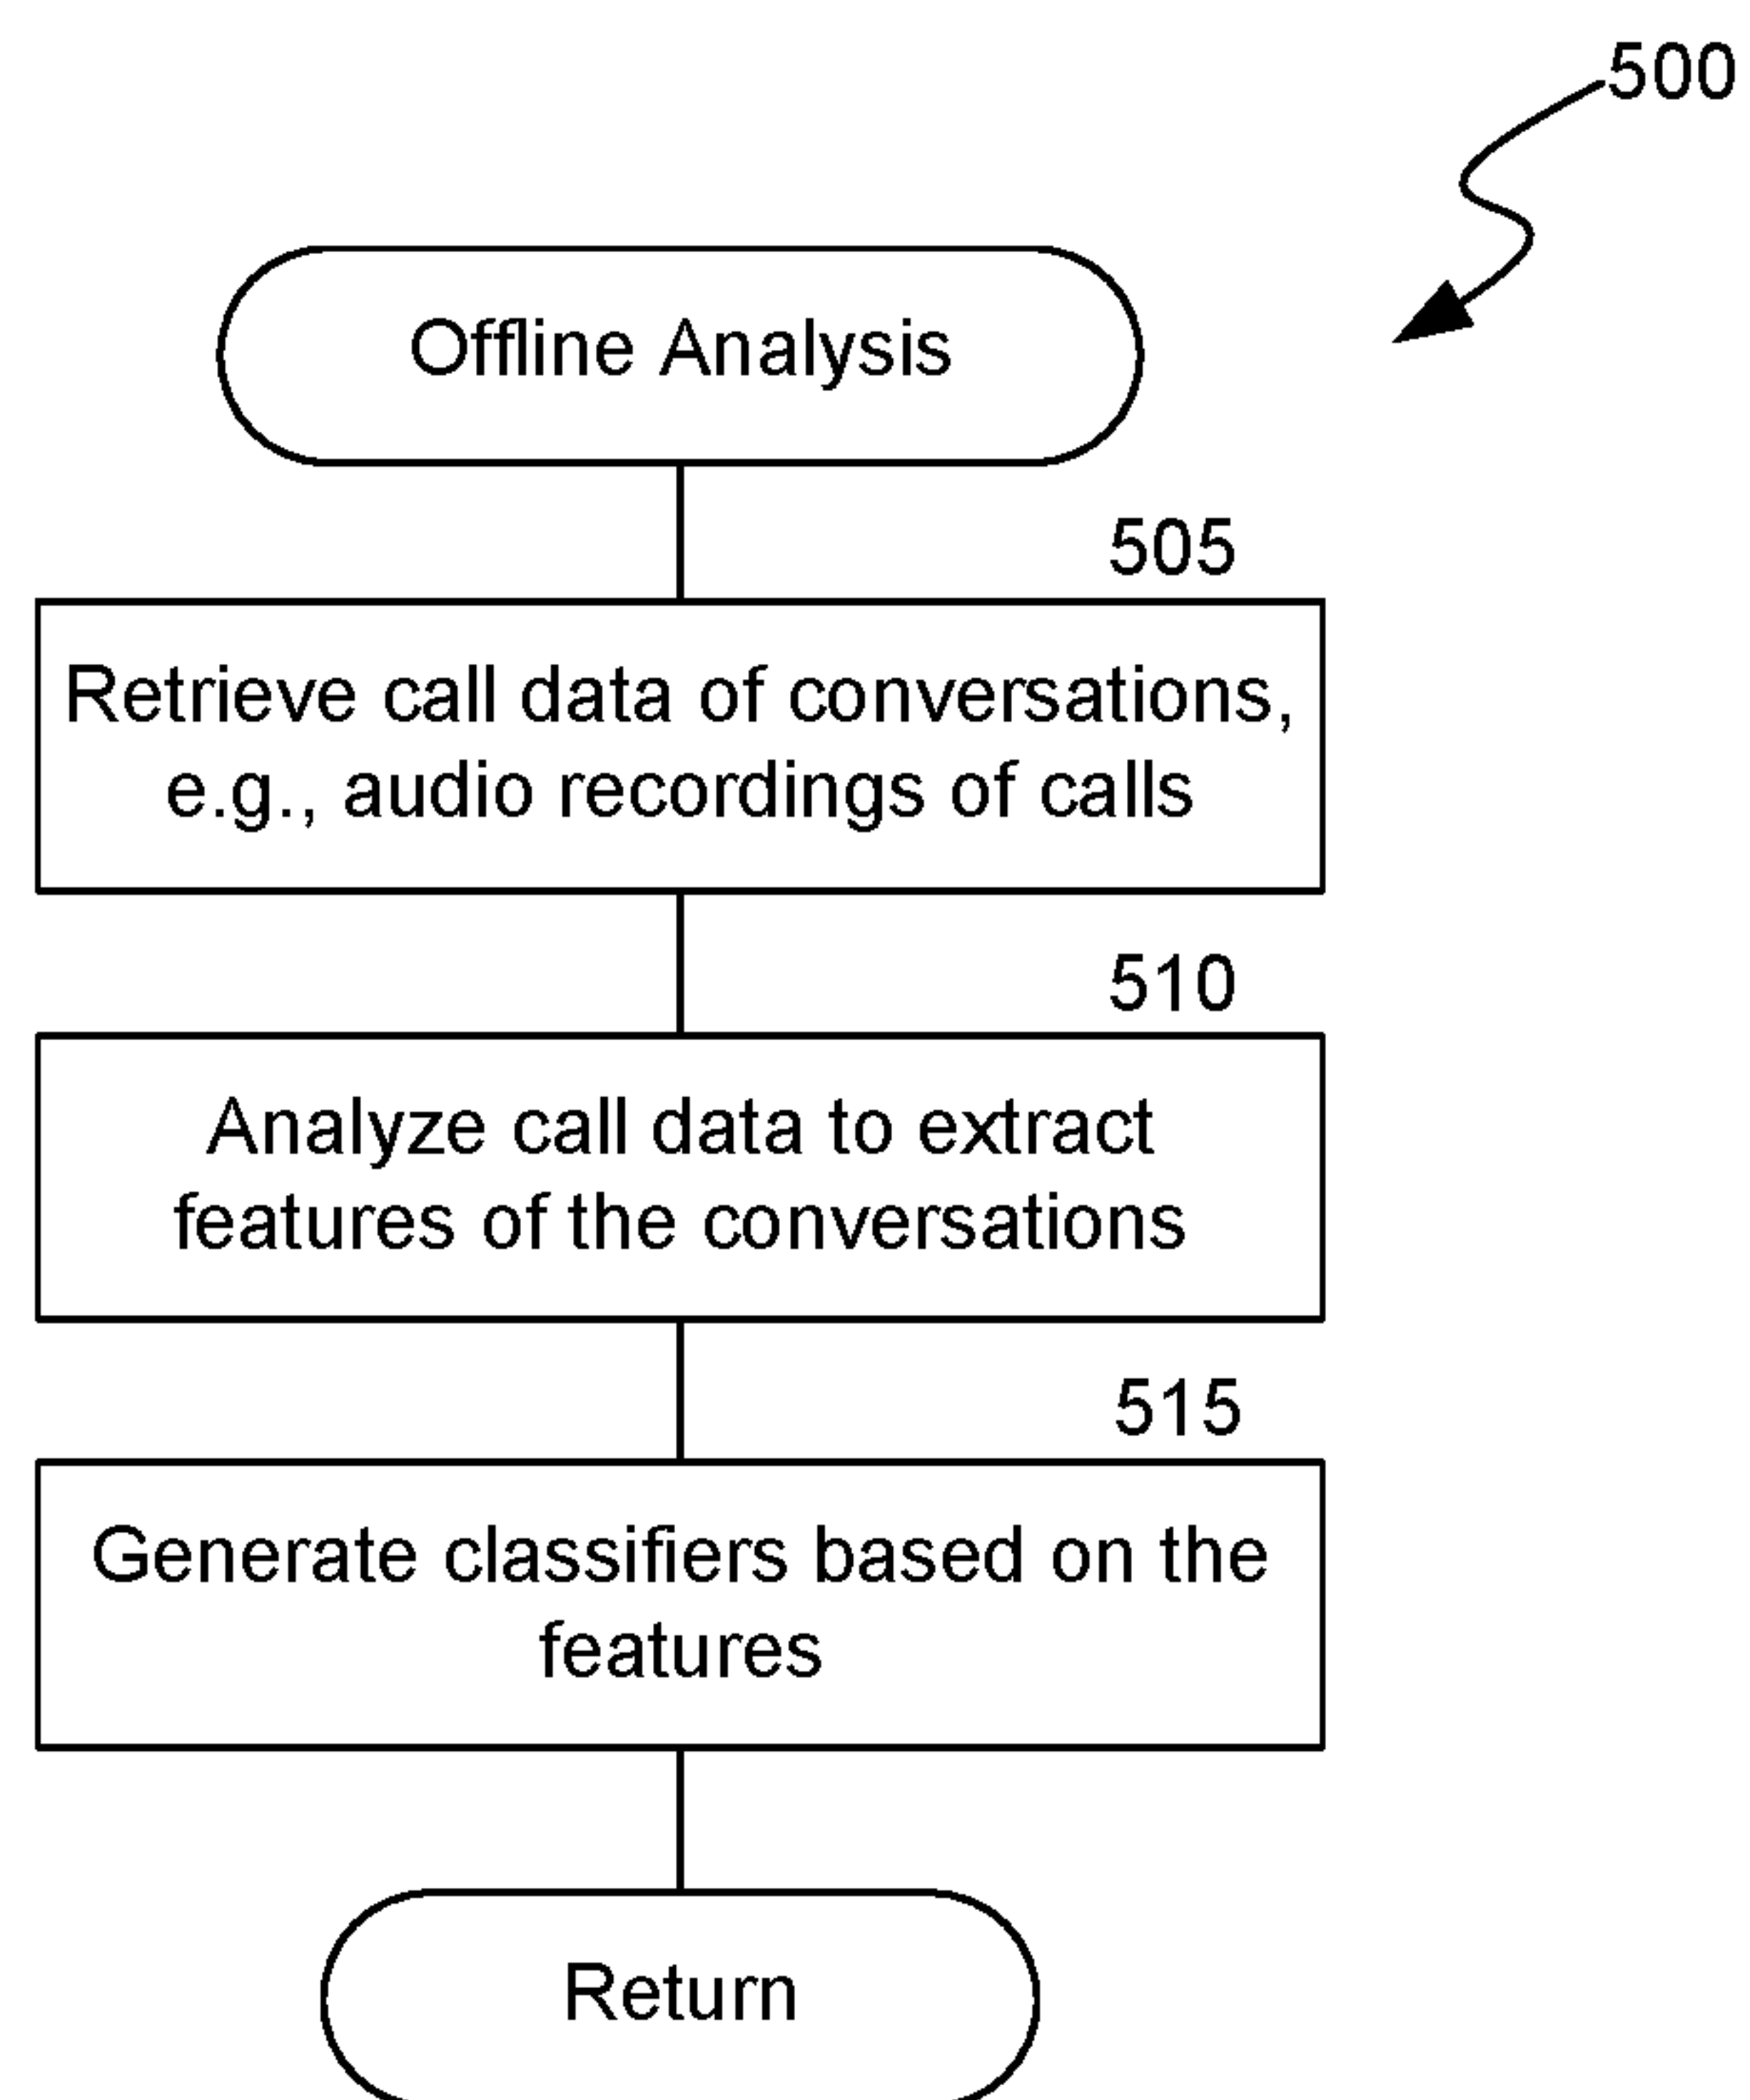 500
Offline Analysis
505
Retrieve call data of conversations,
e.g., audio recordings of calls
510
Analyze call data to extract
features of the conversations
515
Generate classifiers based on the
features
Return